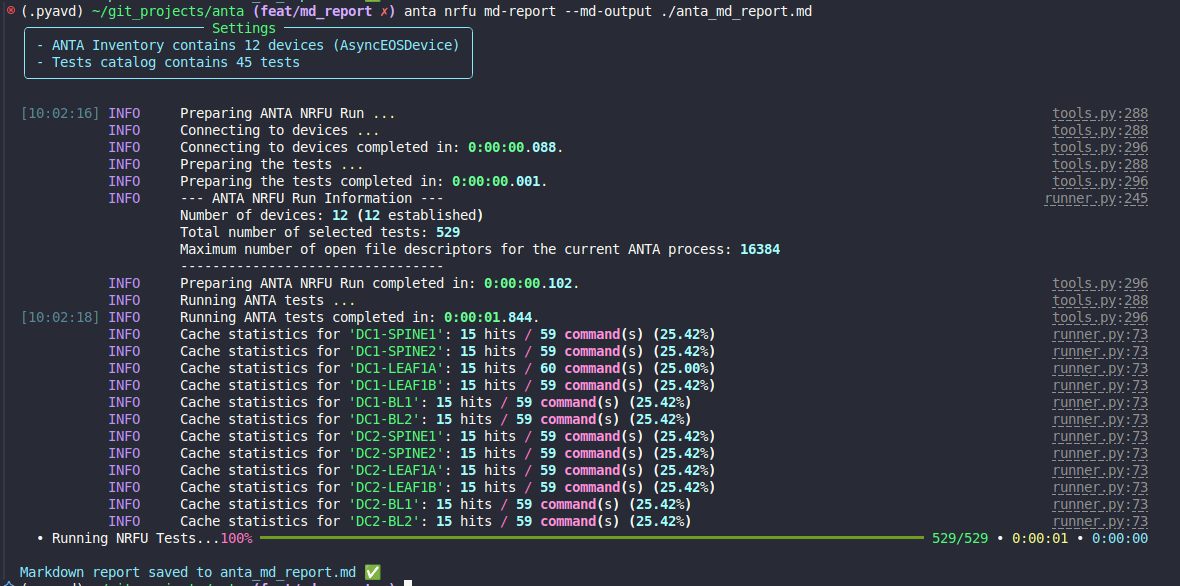 (.pyavd) ~/git_projects/anta (feat/md_report ✗) anta nrfu md-report --md-output ./anta_md_report.md
Settings
- ANTA Inventory contains 12 devices (AsyncEOSDevice)
- Tests catalog contains 45 tests
[10:02:16] INFO Preparing ANTA NRFU Run ... tools.py:288
INFO Connecting to devices ... tools.py:288
INFO Connecting to devices completed in: 0:00:00.088. tools.py:296
INFO Preparing the tests ... tools.py:288
INFO Preparing the tests completed in: 0:00:00.001. tools.py:296
INFO --- ANTA NRFU Run Information --- runner.py:245
Number of devices: 12 (12 established)
Total number of selected tests: 529
Maximum number of open file descriptors for the current ANTA process: 16384
---------------------------------
INFO Preparing ANTA NRFU Run completed in: 0:00:00.102. tools.py:296
INFO Running ANTA tests ... tools.py:288
[10:02:18] INFO Running ANTA tests completed in: 0:00:01.844. tools.py:296
INFO Cache statistics for 'DC1-SPINE1': 15 hits / 59 command(s) (25.42%) runner.py:73
INFO Cache statistics for 'DC1-SPINE2': 15 hits / 59 command(s) (25.42%) runner.py:73
INFO Cache statistics for 'DC1-LEAF1A': 15 hits / 60 command(s) (25.00%) runner.py:73
INFO Cache statistics for 'DC1-LEAF1B': 15 hits / 59 command(s) (25.42%) runner.py:73
INFO Cache statistics for 'DC1-BL1': 15 hits / 59 command(s) (25.42%) runner.py:73
INFO Cache statistics for 'DC1-BL2': 15 hits / 59 command(s) (25.42%) runner.py:73
INFO Cache statistics for 'DC2-SPINE1': 15 hits / 59 command(s) (25.42%) runner.py:73
INFO Cache statistics for 'DC2-SPINE2': 15 hits / 59 command(s) (25.42%) runner.py:73
INFO Cache statistics for 'DC2-LEAF1A': 15 hits / 59 command(s) (25.42%) runner.py:73
INFO Cache statistics for 'DC2-LEAF1B': 15 hits / 59 command(s) (25.42%) runner.py:73
INFO Cache statistics for 'DC2-BL1': 15 hits / 59 command(s) (25.42%) runner.py:73
INFO Cache statistics for 'DC2-BL2': 15 hits / 59 command(s) (25.42%) runner.py:73
• Running NRFU Tests...100% 529/529 • 0:00:01 • 0:00:00
Markdown report saved to anta_md_report.md ✅